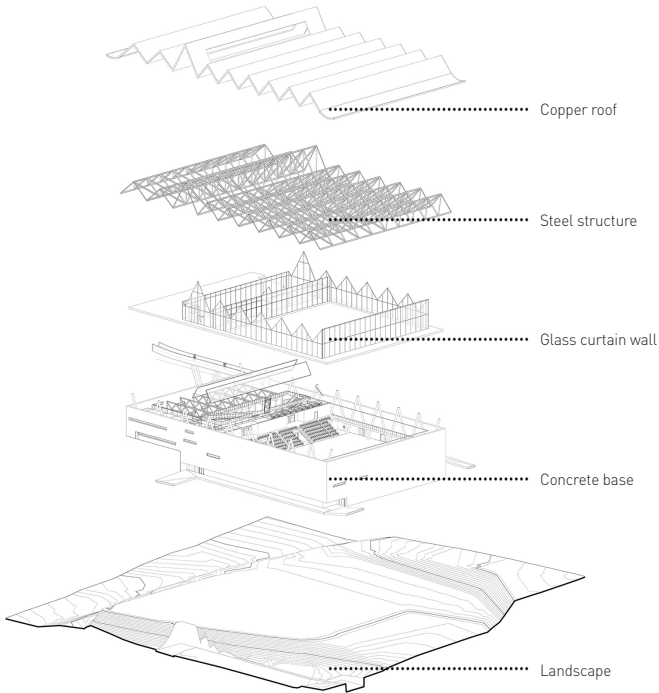 Copper roof
Steel structure
Glass curtain wall
Concrete base
Landscape